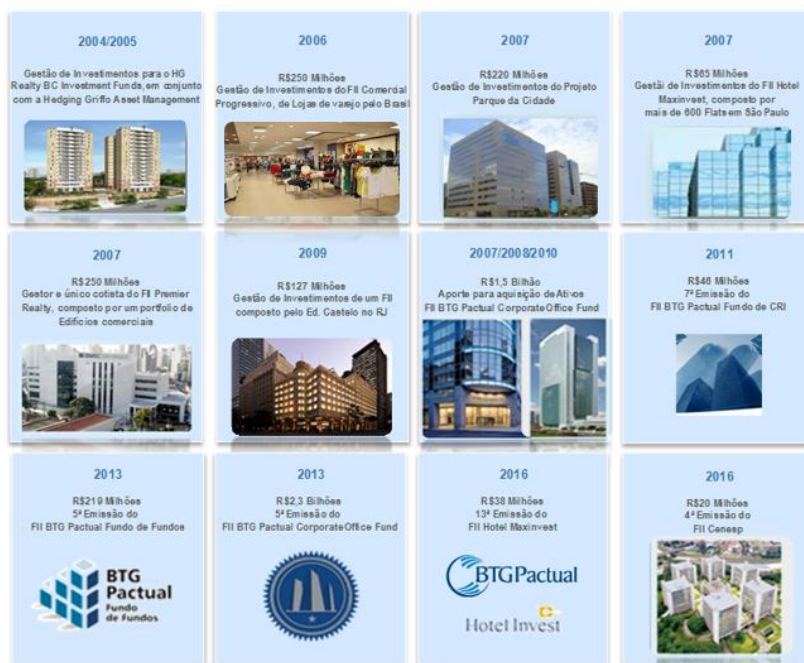 2004/2005
Gestão de Investimentos para o HG
Realty BC Investment Funds, em conjunto
com a Hedging Griffo Asset Management
2006
R$250 Milhões
Gestão de Investimentos do FII Comercial
Progressivo, de Lojas de varejo pelo Brasil
2007
R$220 milhões
Gestão de Investimentos do Projeto
Parque da Cidade
2007
R$65 Milhões
Gestãi de Investimentos do FII Hotel
Maxinvest, composto por
mais de 600 Flats em São Paulo
2007
R$250 Milhões
Gestor e único cotista do FII Premier
Realty, composto por um portfolio de
Edifícios comerciais
2009
R$127 Milhões
Gestão de Investimentos de um FII
composto pelo Ed. Castelo no RJ
2007/2008/2010
R$1,5 Bilhão
Aporte para aquisição de Ativos
FII BTG Pactual Corporate Office Fund
2011
R$46 Milhões
7ª Emissão do
FII BTG Pactual Fundo de CRI
2013
R$219 Milhões
5ª Emissão do
FII BTG Pactual Fundo de Fundos
BTG
Pactual
Fundo
de Fundos
2013
R$2,3 Bilhões
5ª Emissão do
FII BTG Pactual Corporate Office Fund
2016
R$38 Milhões
13ª Emissão do
FII Hotel Maxinvest
BTGPactual
Hotel Invest
2016
R$20 Milhões
4ª Emissão do
FII Cenesp